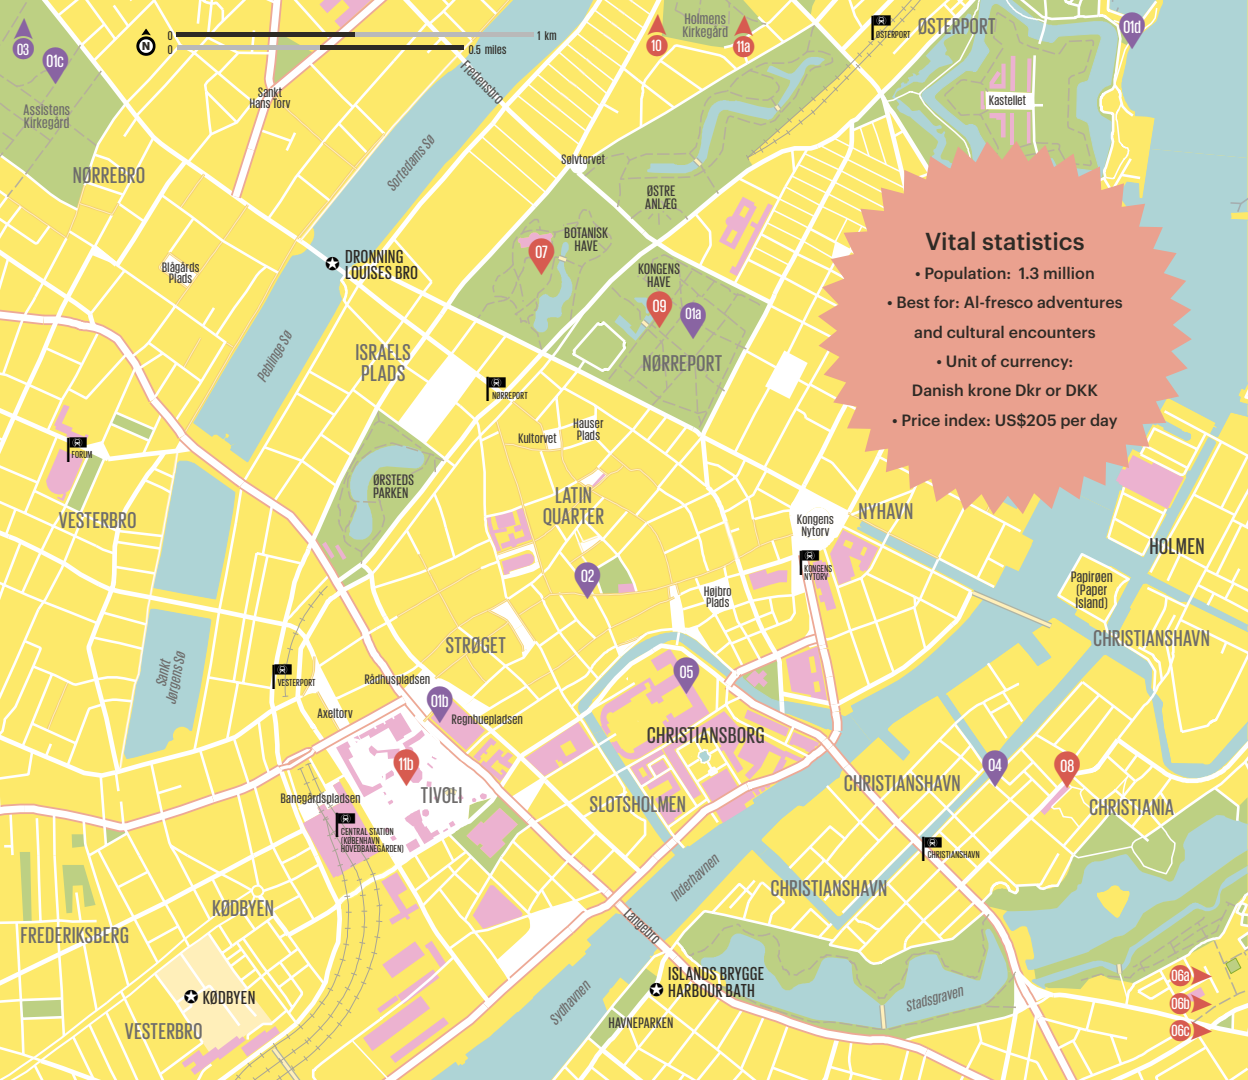 03
01c
Assistens
Kirkegård
NØRREBRO
N
0
1 km
0
0.5 miles
Sankt
Hans Torv
Fredensbro
Sortedams Sø
10
Holmens
Kirkegård
11a
ØSTERPORT
ØSTERPORT
01d
Kastellet
Sølvtorvet
ØSTRE
ANLÆG
BOTANISK
HAVE
07
KONGENS
HAVE
09
01a
NØRREPORT
DRONNING
LOUISES BRO
Blågårds
Plads
Peblinge Sø
ISRAELS
PLADS
NØRREPORT
Vital statistics
• Population: 1.3 million
• Best for: Al-fresco adventures
and cultural encounters
• Unit of currency:
Danish krone Dkr or DKK
• Price index: US$205 per day
FORUM
VESTERBRO
Kultorvet
Hauser
Plads
ØRSTEDS
PARKEN
LATIN
QUARTER
Kongens
Nytorv
NYHAVN
KONGENS
NYTORV
HOLMEN
Papirøen
(Paper
Island)
CHRISTIANSHAVN
02
Højbro
Plads
STRØGET
Sankt
Jørgens Sø
VESTERPORT
Rådhuspladsen
Axeltorv
01b
Regnbuepladsen
05
CHRISTIANSBORG
11b
TIVOLI
Banegårdspladsen
CENTRAL STATION
(KØBENHAVN
HOVEDBANEGÅRDEN)
SLOTSHOLMEN
CHRISTIANSHAVN
04
08
CHRISTIANIA
CHRISTIANSHAVN
Inderhavnen
CHRISTIANSHAVN
KØDBYEN
FREDERIKSBERG
Langebro
KØDBYEN
VESTERBRO
Sydhavnen
ISLANDS BRYGGE
HARBOUR BATH
HAVNEPARKEN
Stadsgraven
06a
06b
06c